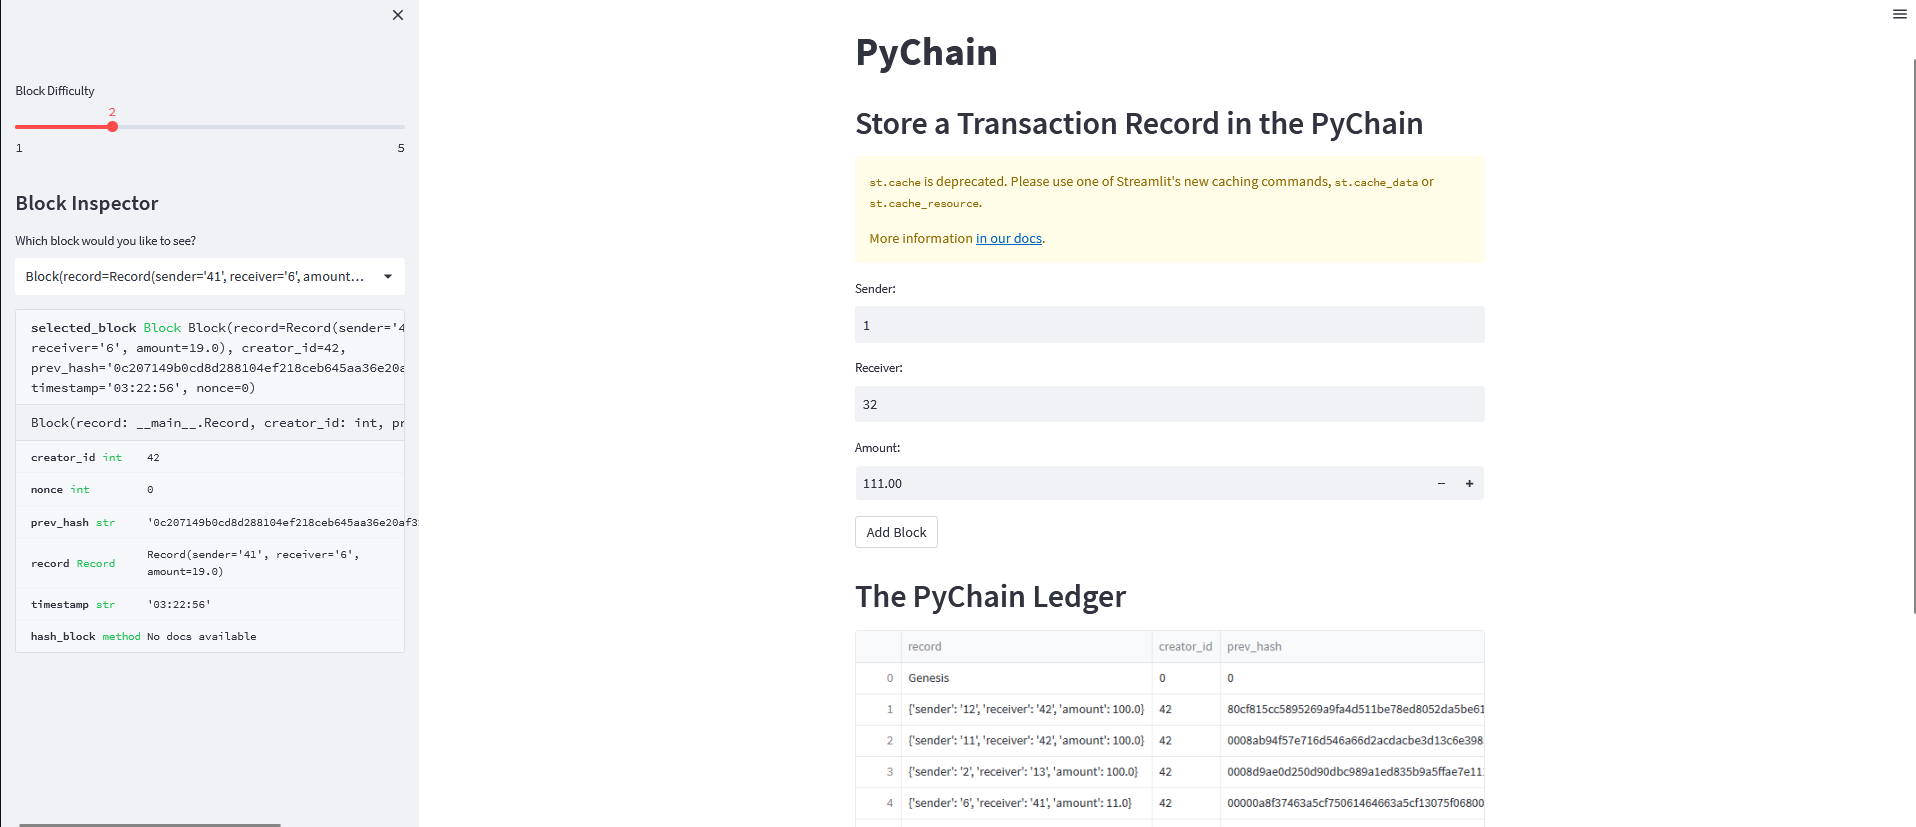 Block Difficulty
2
1
5
Block Inspector
Which block would you like to see?
Block(record=Record(sender='41', receiver='6', amount...
selected_block Block Block(record=Record(sender='4
receiver='6', amount=19.0), creator_id=42,
prev_hash='0c207149b0cd8d288104ef218ceb645aa36e20a
timestamp='03:22:56', nonce=0)
Block(record: __main__.Record, creator_id: int, pr
creator_id int 42
nonce int 0
prev_hash str '0c207149b0cd8d288104ef218ceb645aa36e20af3
record Record Record(sender='41', receiver='6',
amount=19.0)
timestamp str '03:22:56'
hash_block method No docs available
PyChain
Store a Transaction Record in the PyChain
st.cache is deprecated. Please use one of Streamlit's new caching commands, st.cache_data or
st.cache_resource.
More information in our docs.
Sender:
1
Receiver:
32
Amount:
111.00
− +
Add Block
The PyChain Ledger
record creator_id prev_hash
0 Genesis 0 0
1 {'sender': '12', 'receiver': '42', 'amount': 100.0} 42 80cf815cc5895269a9fa4d511be78ed8052da5be61
2 {'sender': '11', 'receiver': '42', 'amount': 100.0} 42 0008ab94f57e716d546a66d2acdacbe3d13c6e398
3 {'sender': '2', 'receiver': '13', 'amount': 100.0} 42 0008d9ae0d250d90dbc989a1ed835b9a5ffae7e11
4 {'sender': '6', 'receiver': '41', 'amount': 11.0} 42 00000a8f37463a5cf75061464663a5cf13075f06800